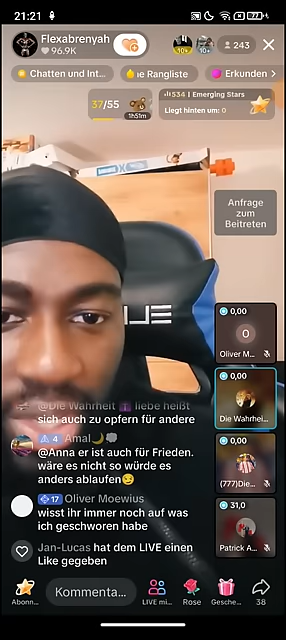 21:21
77
Flexabrenyah
96.9K
10+
10+
243
Chatten und Int...
ie Rangliste
Erkunden
37/55
1h51m
534 | Emerging Stars
Liegt hinten um: 0
Anfrage
zum
Beitreten
0,00
O
Oliver M...
0,00
Die Wahrhei...
0,00
(777)Die...
31,0
Patrick A...
@Die Wahrheit liebe heißt
sich auch zu opfern für andere
4 Amal🌙💭
@Anna er ist auch für Frieden.
wäre es nicht so würde es
anders ablaufen😏
17 Oliver Moewius
wisst ihr immer noch auf was
ich geschworen habe
Jan-Lucas hat dem LIVE einen
Like gegeben
Abonn...
Kommenta...
LIVE mi...
Rose
Gesche...
38